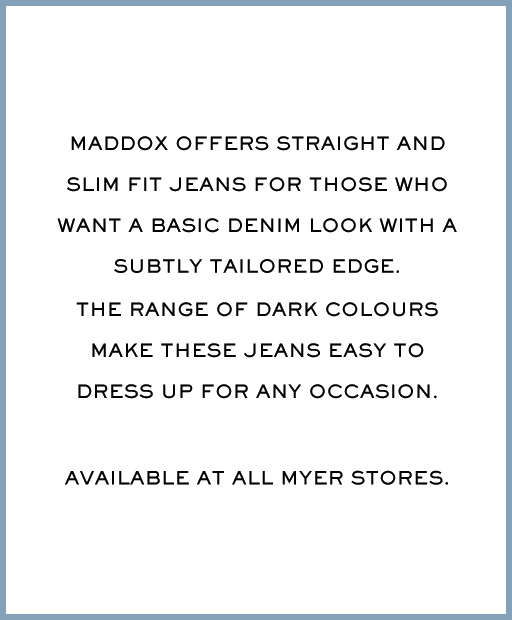 MADDOX OFFERS STRAIGHT AND
SLIM FIT JEANS FOR THOSE WHO
WANT A BASIC DENIM LOOK WITH A
SUBTLY TAILORED EDGE.
THE RANGE OF DARK COLOURS
MAKE THESE JEANS EASY TO
DRESS UP FOR ANY OCCASION.
AVAILABLE AT ALL MYER STORES.